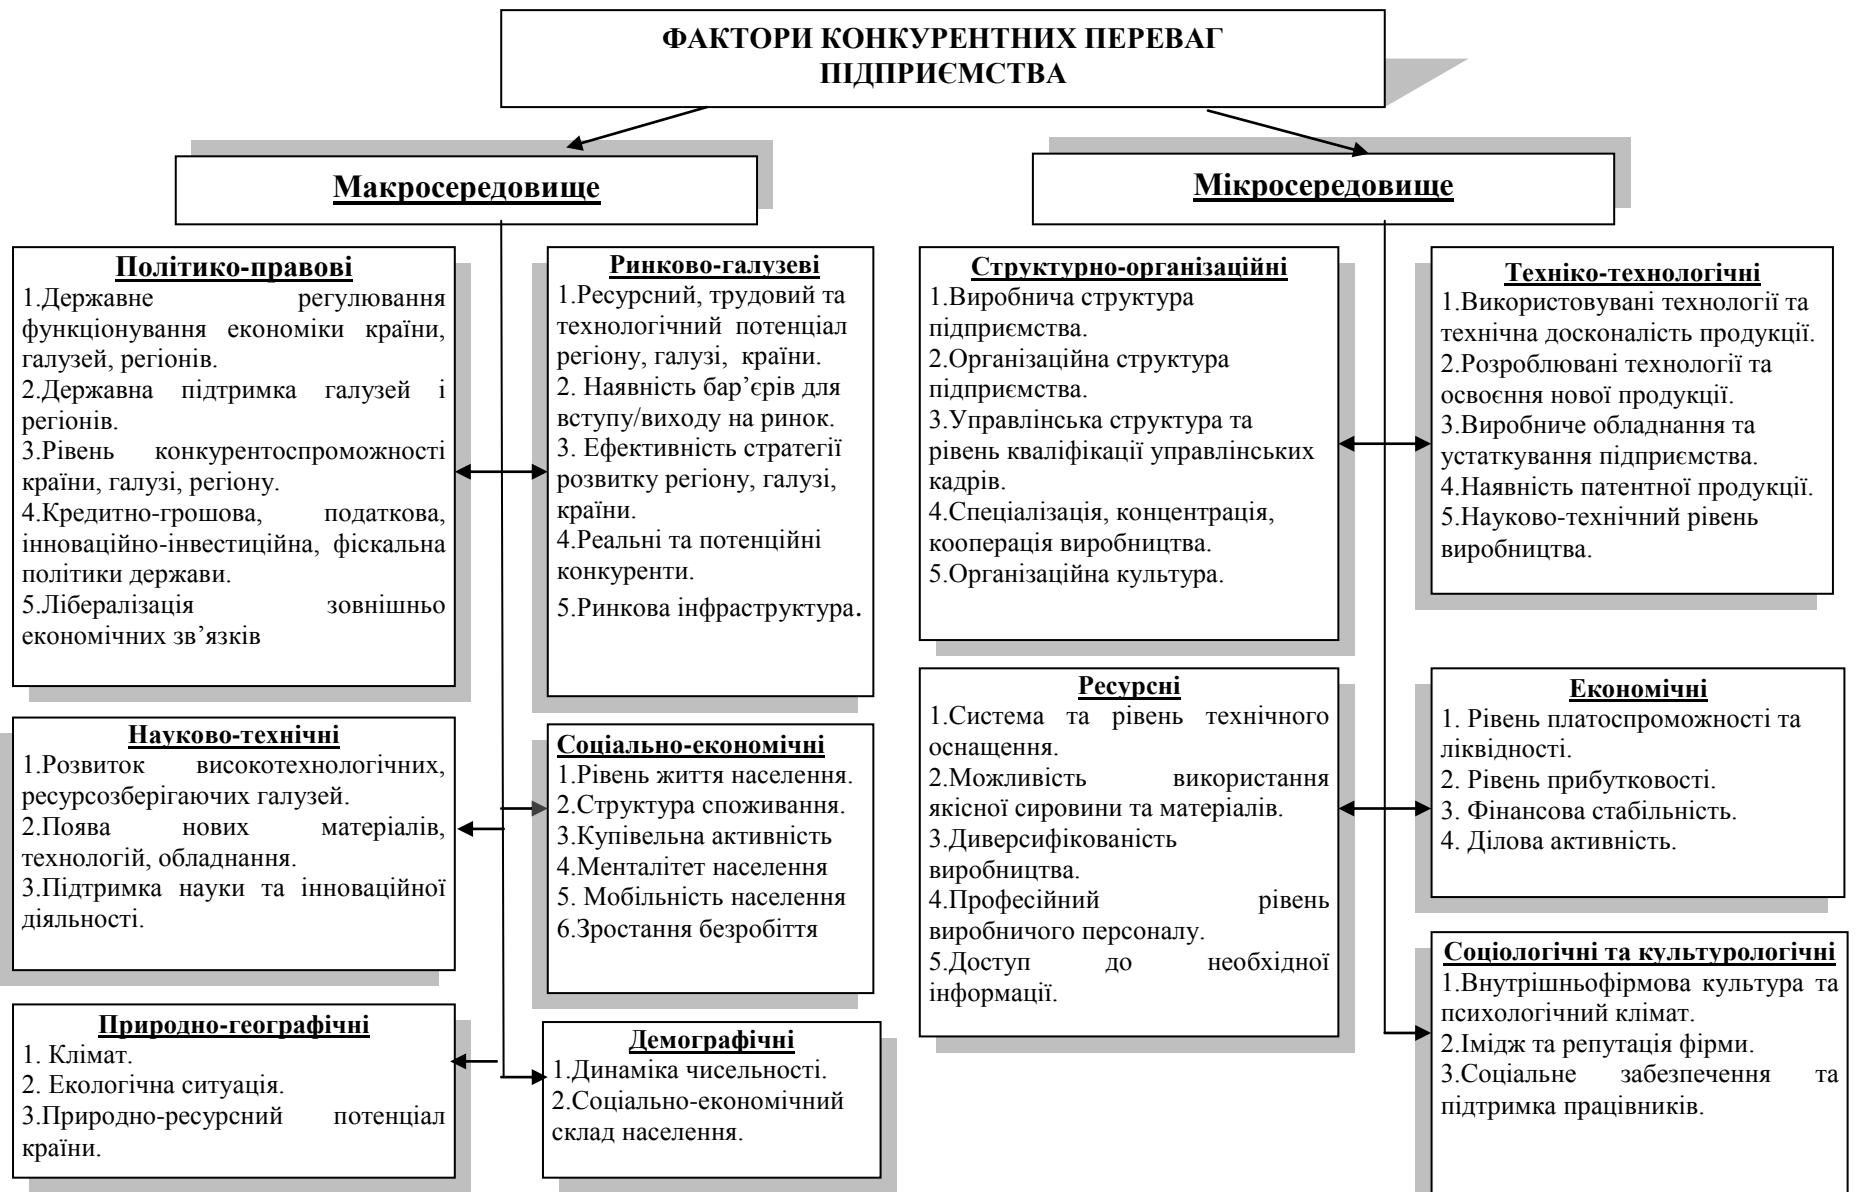 ФАКТОРИ КОНКУРЕНТНИХ ПЕРЕВАГ
ПІДПРИЄМСТВА
Макросередовище
Політико-правові
1.Державне регулювання
функціонування економіки країни,
галузей, регіонів.
2.Державна підтримка галузей і
регіонів.
3.Рівень конкурентоспроможності
країни, галузі, регіону.
4.Кредитно-грошова, податкова,
інноваційно-інвестиційна, фіскальна
політики держави.
5.Лібералізація зовнішньо
економічних зв’язків
Ринково-галузеві
1.Ресурсний, трудовий та
технологічний потенціал
регіону, галузі, країни.
2. Наявність бар’єрів для
вступу/виходу на ринок.
3. Ефективність стратегії
розвитку регіону, галузі,
країни.
4.Реальні та потенційні
конкуренти.
5.Ринкова інфраструктура.
Науково-технічні
1.Розвиток високотехнологічних,
ресурсозберігаючих галузей.
2.Поява нових матеріалів,
технологій, обладнання.
3.Підтримка науки та інноваційної
діяльності.
Соціально-економічні
1.Рівень життя населення.
2.Структура споживання.
3.Купівельна активність
4.Менталітет населення
5. Мобільність населення
6.Зростання безробіття
Природно-географічні
1. Клімат.
2. Екологічна ситуація.
3.Природно-ресурсний потенціал
країни.
Демографічні
1.Динаміка чисельності.
2.Соціально-економічний
склад населення.
Мікросередовище
Структурно-організаційні
1.Виробнича структура
підприємства.
2.Організаційна структура
підприємства.
3.Управлінська структура та
рівень кваліфікації управлінських
кадрів.
4.Спеціалізація, концентрація,
кооперація виробництва.
5.Організаційна культура.
Техніко-технологічні
1.Використовувані технології та
технічна досконалість продукції.
2.Розроблювані технології та
освоєння нової продукції.
3.Виробниче обладнання та
устаткування підприємства.
4.Наявність патентної продукції.
5.Науково-технічний рівень
виробництва.
Ресурсні
1.Система та рівень технічного
оснащення.
2.Можливість використання
якісної сировини та матеріалів.
3.Диверсифікованість
виробництва.
4.Професійний рівень
виробничого персоналу.
5.Доступ до необхідної
інформації.
Економічні
1. Рівень платоспроможності та
ліквідності.
2. Рівень прибутковості.
3. Фінансова стабільність.
4. Ділова активність.
Соціологічні та культурологічні
1.Внутрішньофірмова культура та
психологічний клімат.
2.Імідж та репутація фірми.
3.Соціальне забезпечення та
підтримка працівників.